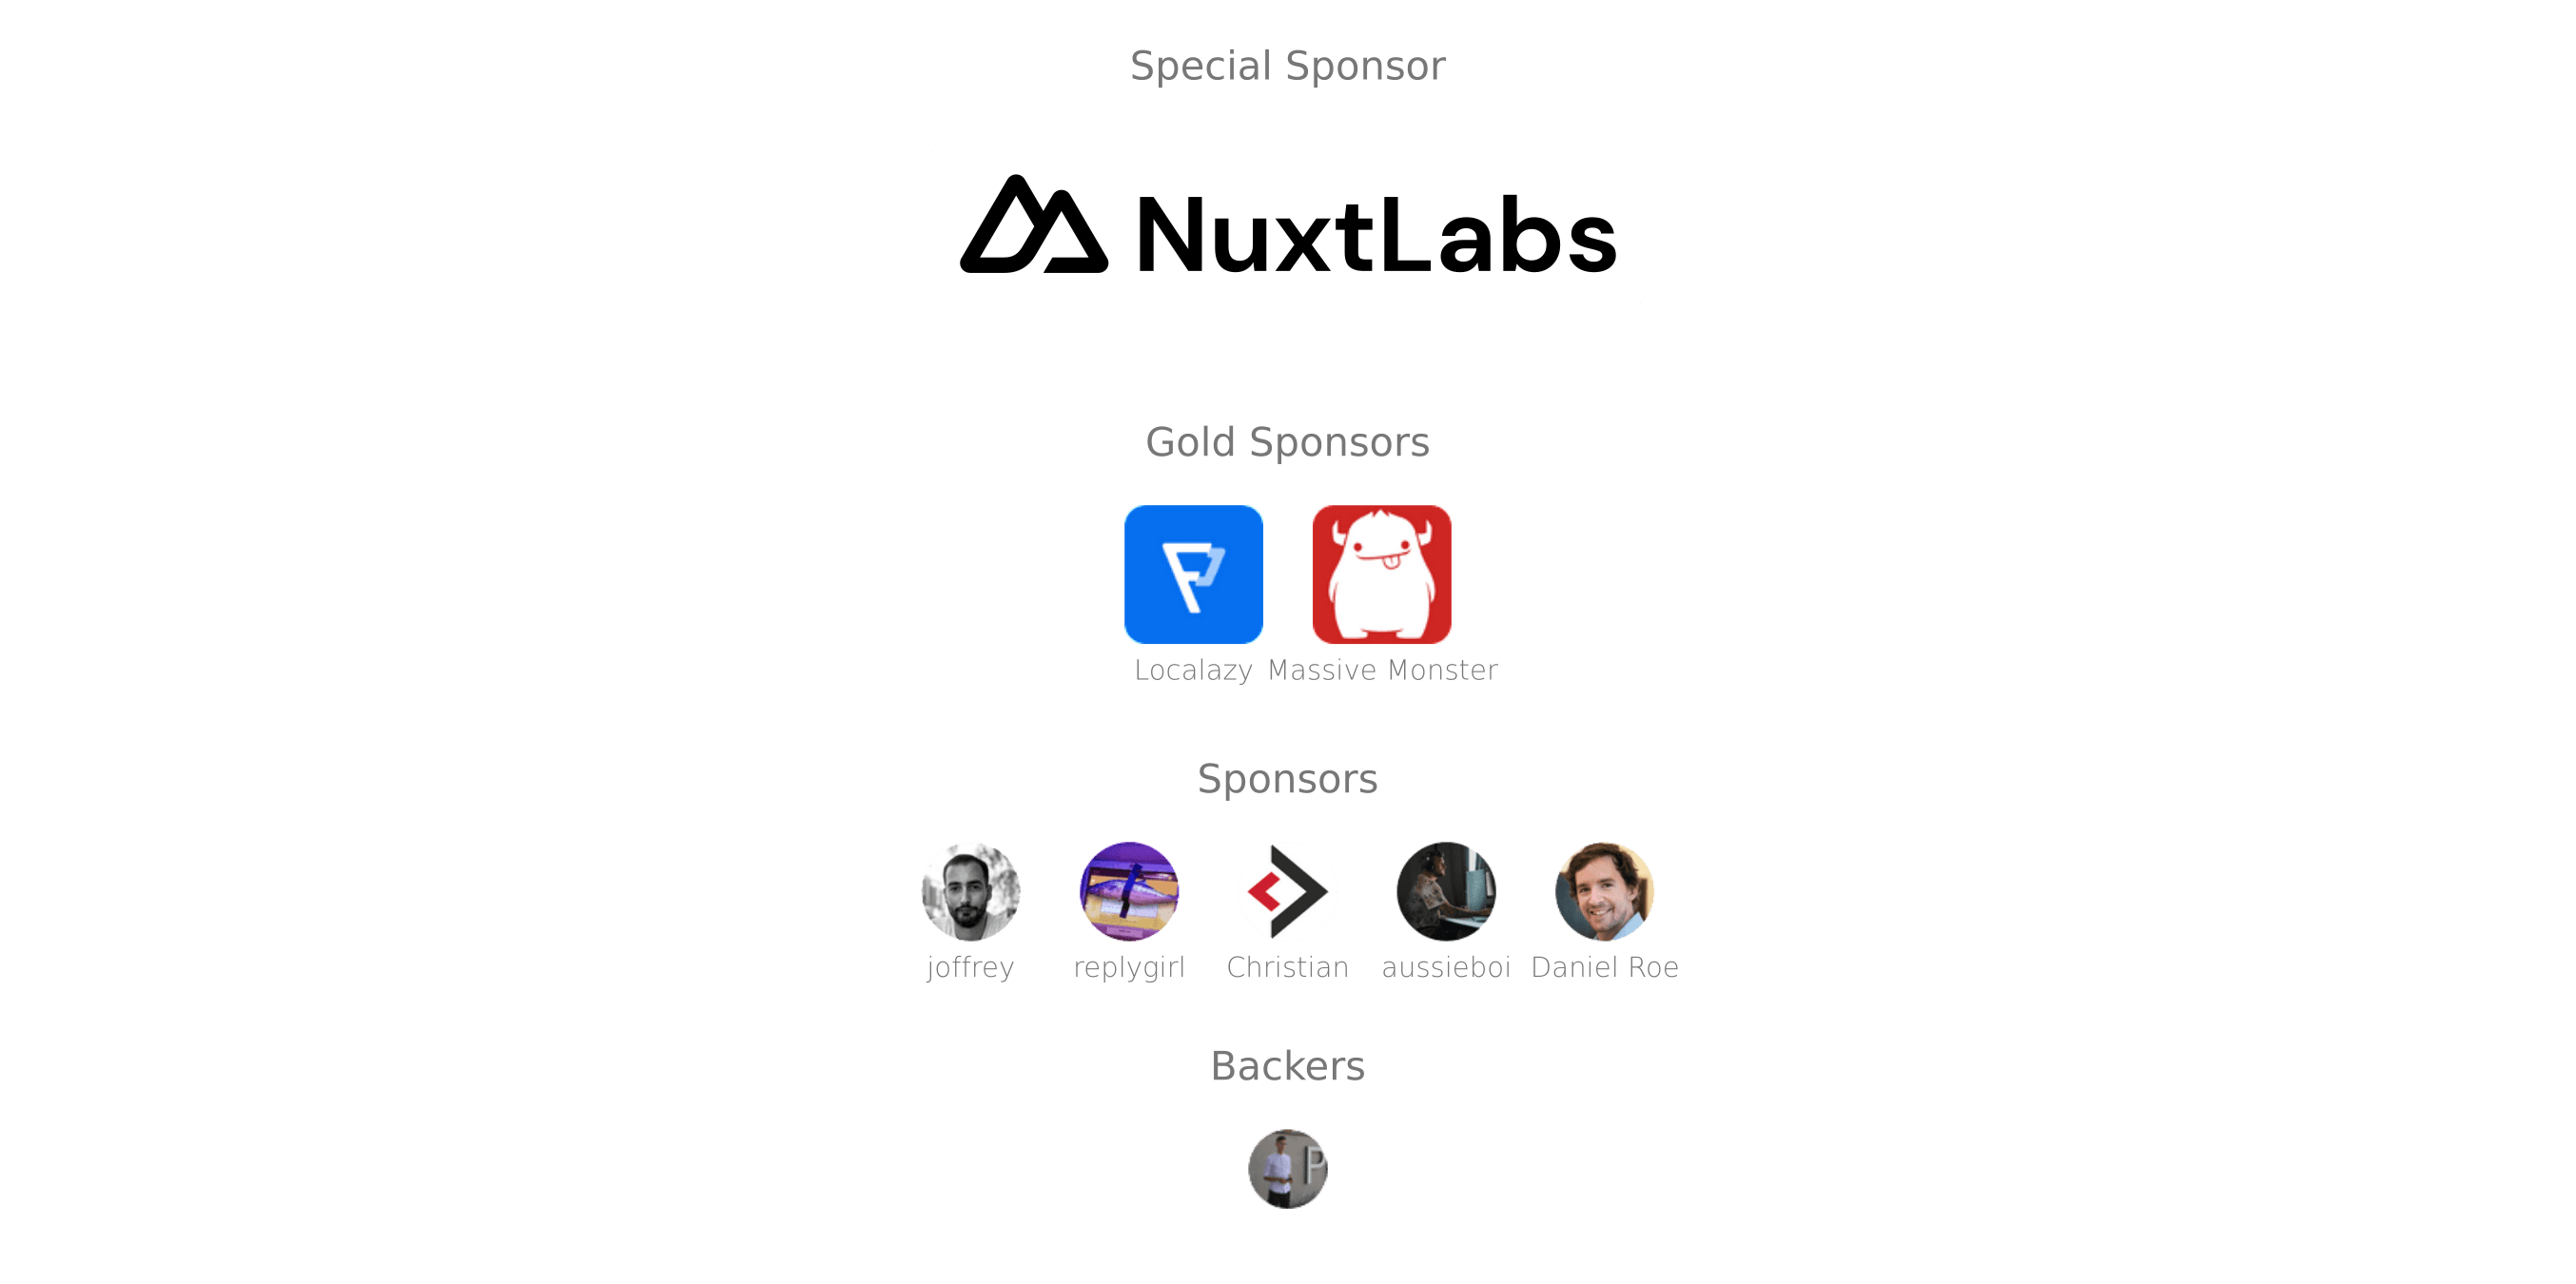 Special Sponsor
NuxtLabs
Gold Sponsors
Localazy Massive Monster
Sponsors
joffrey replygirl Christian aussieboi Daniel Roe
Backers
P